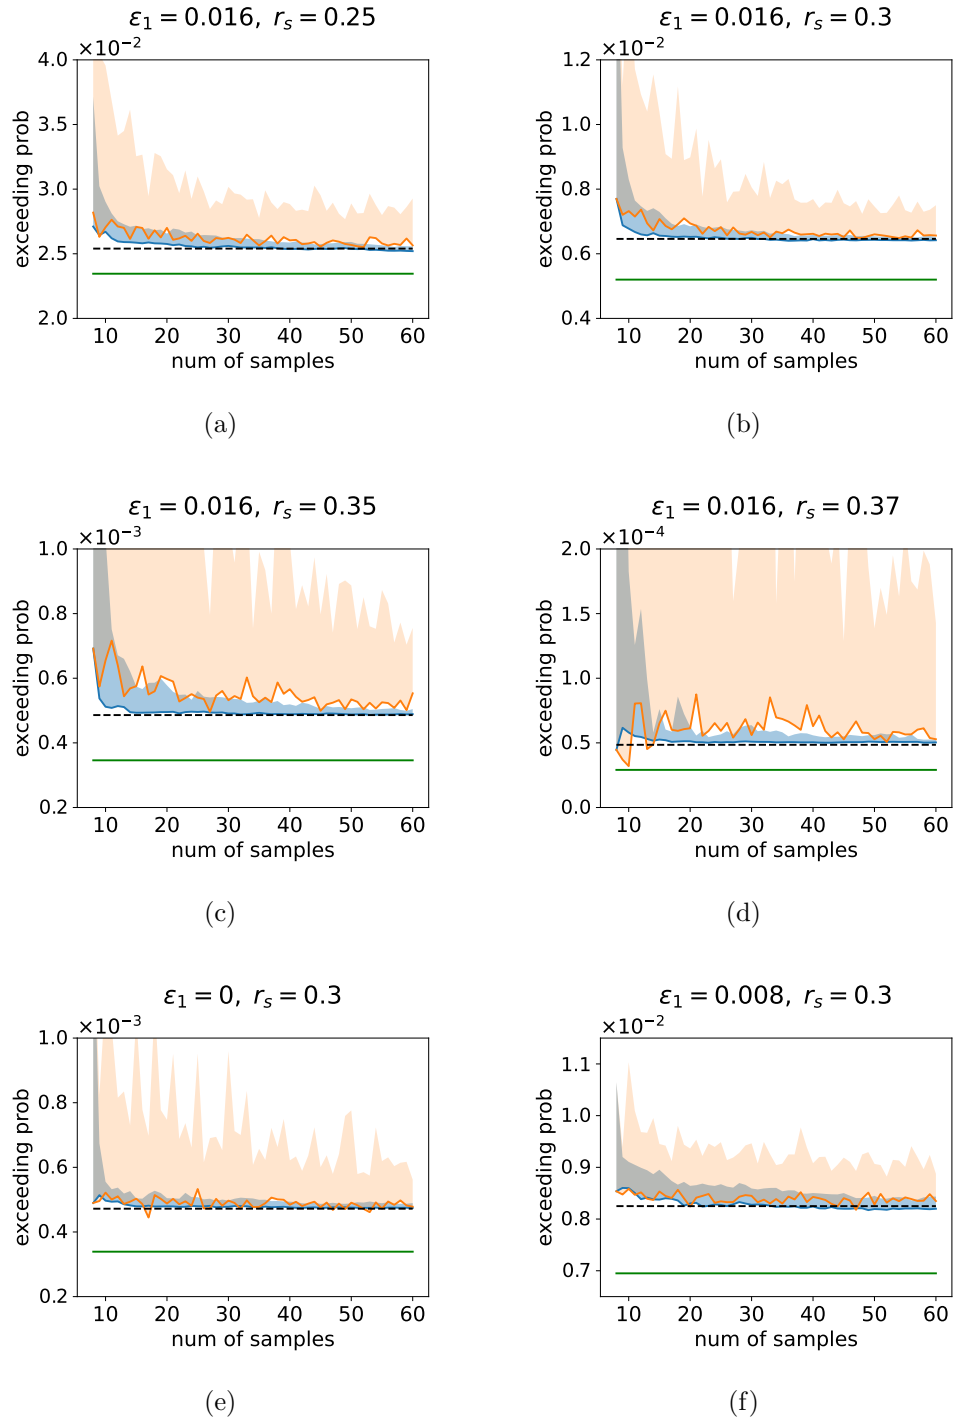 ε₁ = 0.016, r_s = 0.25
×10⁻²
4.0
3.5
3.0
2.5
2.0
exceeding prob
10 20 30 40 50 60
num of samples
(a)
ε₁ = 0.016, r_s = 0.3
×10⁻²
1.2
1.0
0.8
0.6
0.4
exceeding prob
10 20 30 40 50 60
num of samples
(b)
ε₁ = 0.016, r_s = 0.35
×10⁻³
1.0
0.8
0.6
0.4
0.2
exceeding prob
10 20 30 40 50 60
num of samples
(c)
ε₁ = 0.016, r_s = 0.37
×10⁻⁴
2.0
1.5
1.0
0.5
0.0
exceeding prob
10 20 30 40 50 60
num of samples
(d)
ε₁ = 0, r_s = 0.3
×10⁻³
1.0
0.8
0.6
0.4
0.2
exceeding prob
10 20 30 40 50 60
num of samples
(e)
ε₁ = 0.008, r_s = 0.3
×10⁻²
1.1
1.0
0.9
0.8
0.7
exceeding prob
10 20 30 40 50 60
num of samples
(f)